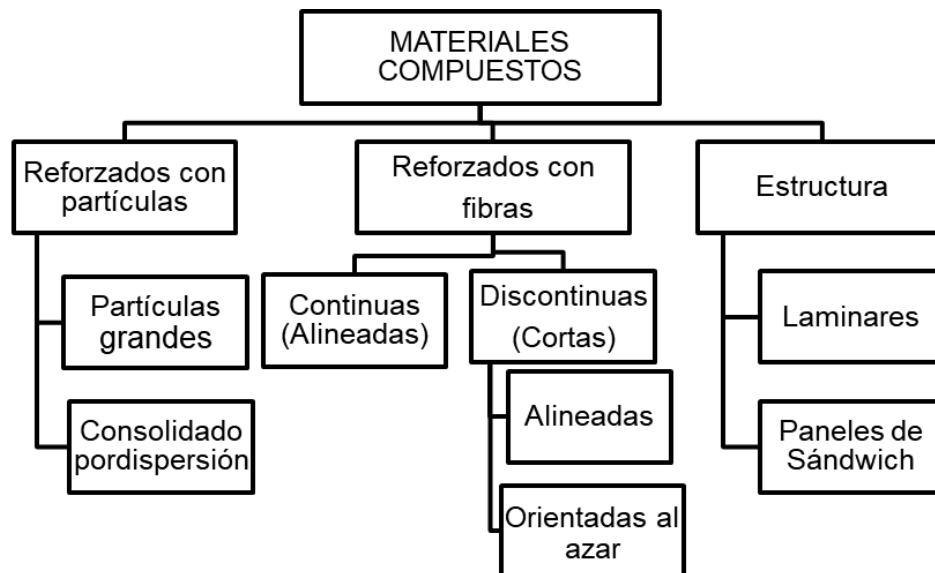 MATERIALES
COMPUESTOS
Reforzados con
partículas
Partículas
grandes
Consolidado
pordispersión
Reforzados con
fibras
Continuas
(Alineadas)
Discontinuas
(Cortas)
Alineadas
Orientadas al
azar
Estructura
Laminares
Paneles de
Sándwich